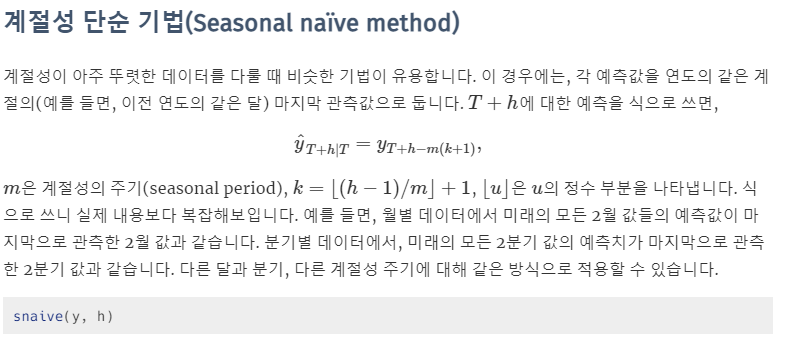 계절성 단순 기법(Seasonal naïve method)
계절성이 아주 뚜렷한 데이터를 다룰 때 비슷한 기법이 유용합니다. 이 경우에는, 각 예측값을 연도의 같은 계
절의(예를 들면, 이전 연도의 같은 달) 마지막 관측값으로 둡니다. T + h에 대한 예측을 식으로 쓰면,
ŷ_{T+h|T} = y_{T+h−m(k+1)},
m은 계절성의 주기(seasonal period), k = ⌊(h − 1)/m⌋ + 1, ⌊u⌋은 u의 정수 부분을 나타냅니다. 식
으로 쓰니 실제 내용보다 복잡해보입니다. 예를 들면, 월별 데이터에서 미래의 모든 2월 값들의 예측값이 마
지막으로 관측한 2월 값과 같습니다. 분기별 데이터에서, 미래의 모든 2분기 값의 예측치가 마지막으로 관측
한 2분기 값과 같습니다. 다른 달과 분기, 다른 계절성 주기에 대해 같은 방식으로 적용할 수 있습니다.
snaive(y, h)